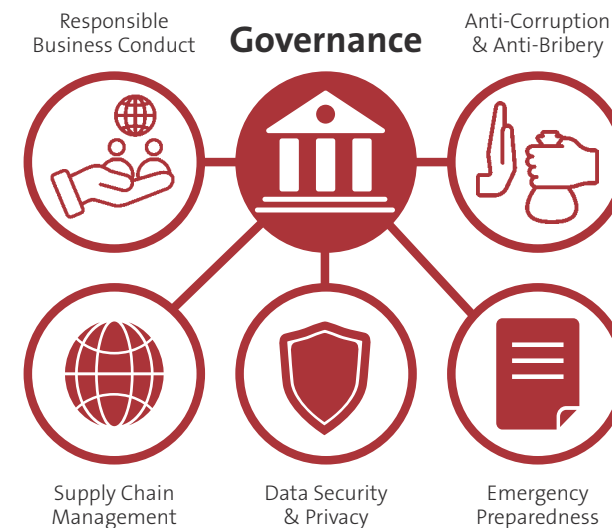 Responsible
Business Conduct
Governance
Anti-Corruption
& Anti-Bribery
Supply Chain
Management
Data Security
& Privacy
Emergency
Preparedness